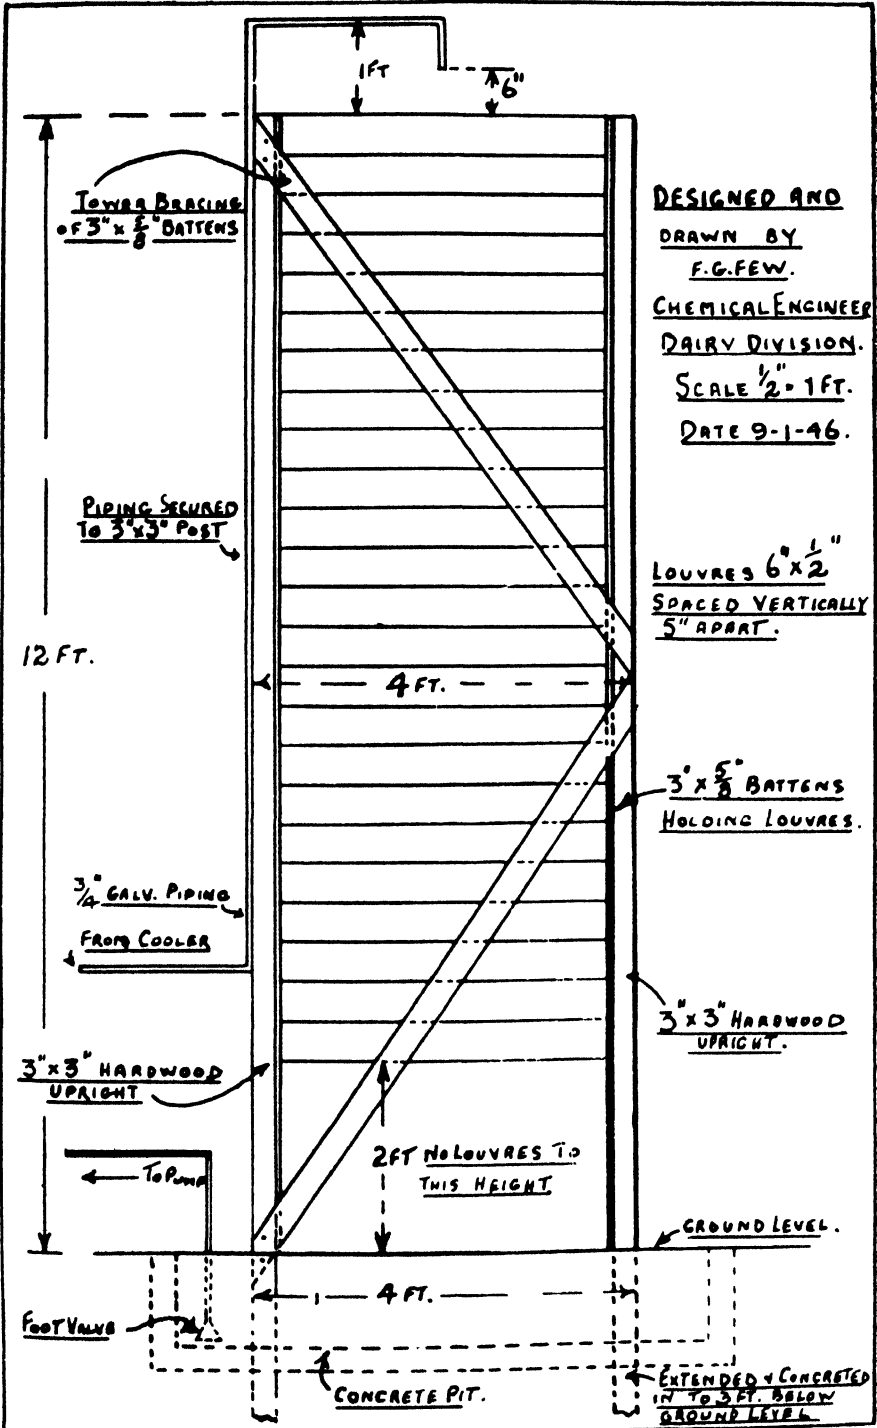 1FT
6"
TOWER BRACING
OF 3" x 5/8" BATTENS
DESIGNED AND
DRAWN BY
F.G.FEW.
CHEMICAL ENGINEER
DAIRY DIVISION.
SCALE 1/2" = 1 FT.
DATE 9-1-46.
PIPING SECURED
TO 3"x3" POST
LOUVRES 6" x 1/2"
SPACED VERTICALLY
5" APART.
12 FT.
4 FT.
3" x 5/8" BATTENS
HOLDING LOUVRES.
3/4" GALV. PIPING
FROM COOLER
3" x 3" HARDWOOD
UPRIGHT.
3" x 3" HARDWOOD
UPRIGHT
2FT NO LOUVRES TO
THIS HEIGHT
TO PUMP
GROUND LEVEL.
4 FT.
FOOT VALVE
CONCRETE PIT.
EXTENDED & CONCRETED
IN TO 3 FT. BELOW
GROUND LEVEL